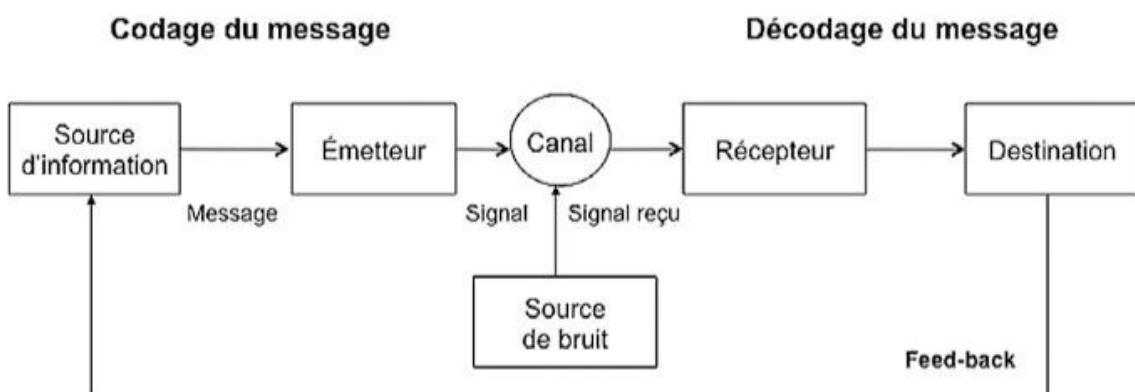 Codage du message
Décodage du message
Source
d'information
Émetteur
Canal
Récepteur
Destination
Message
Signal
Signal reçu
Source
de bruit
Feed-back